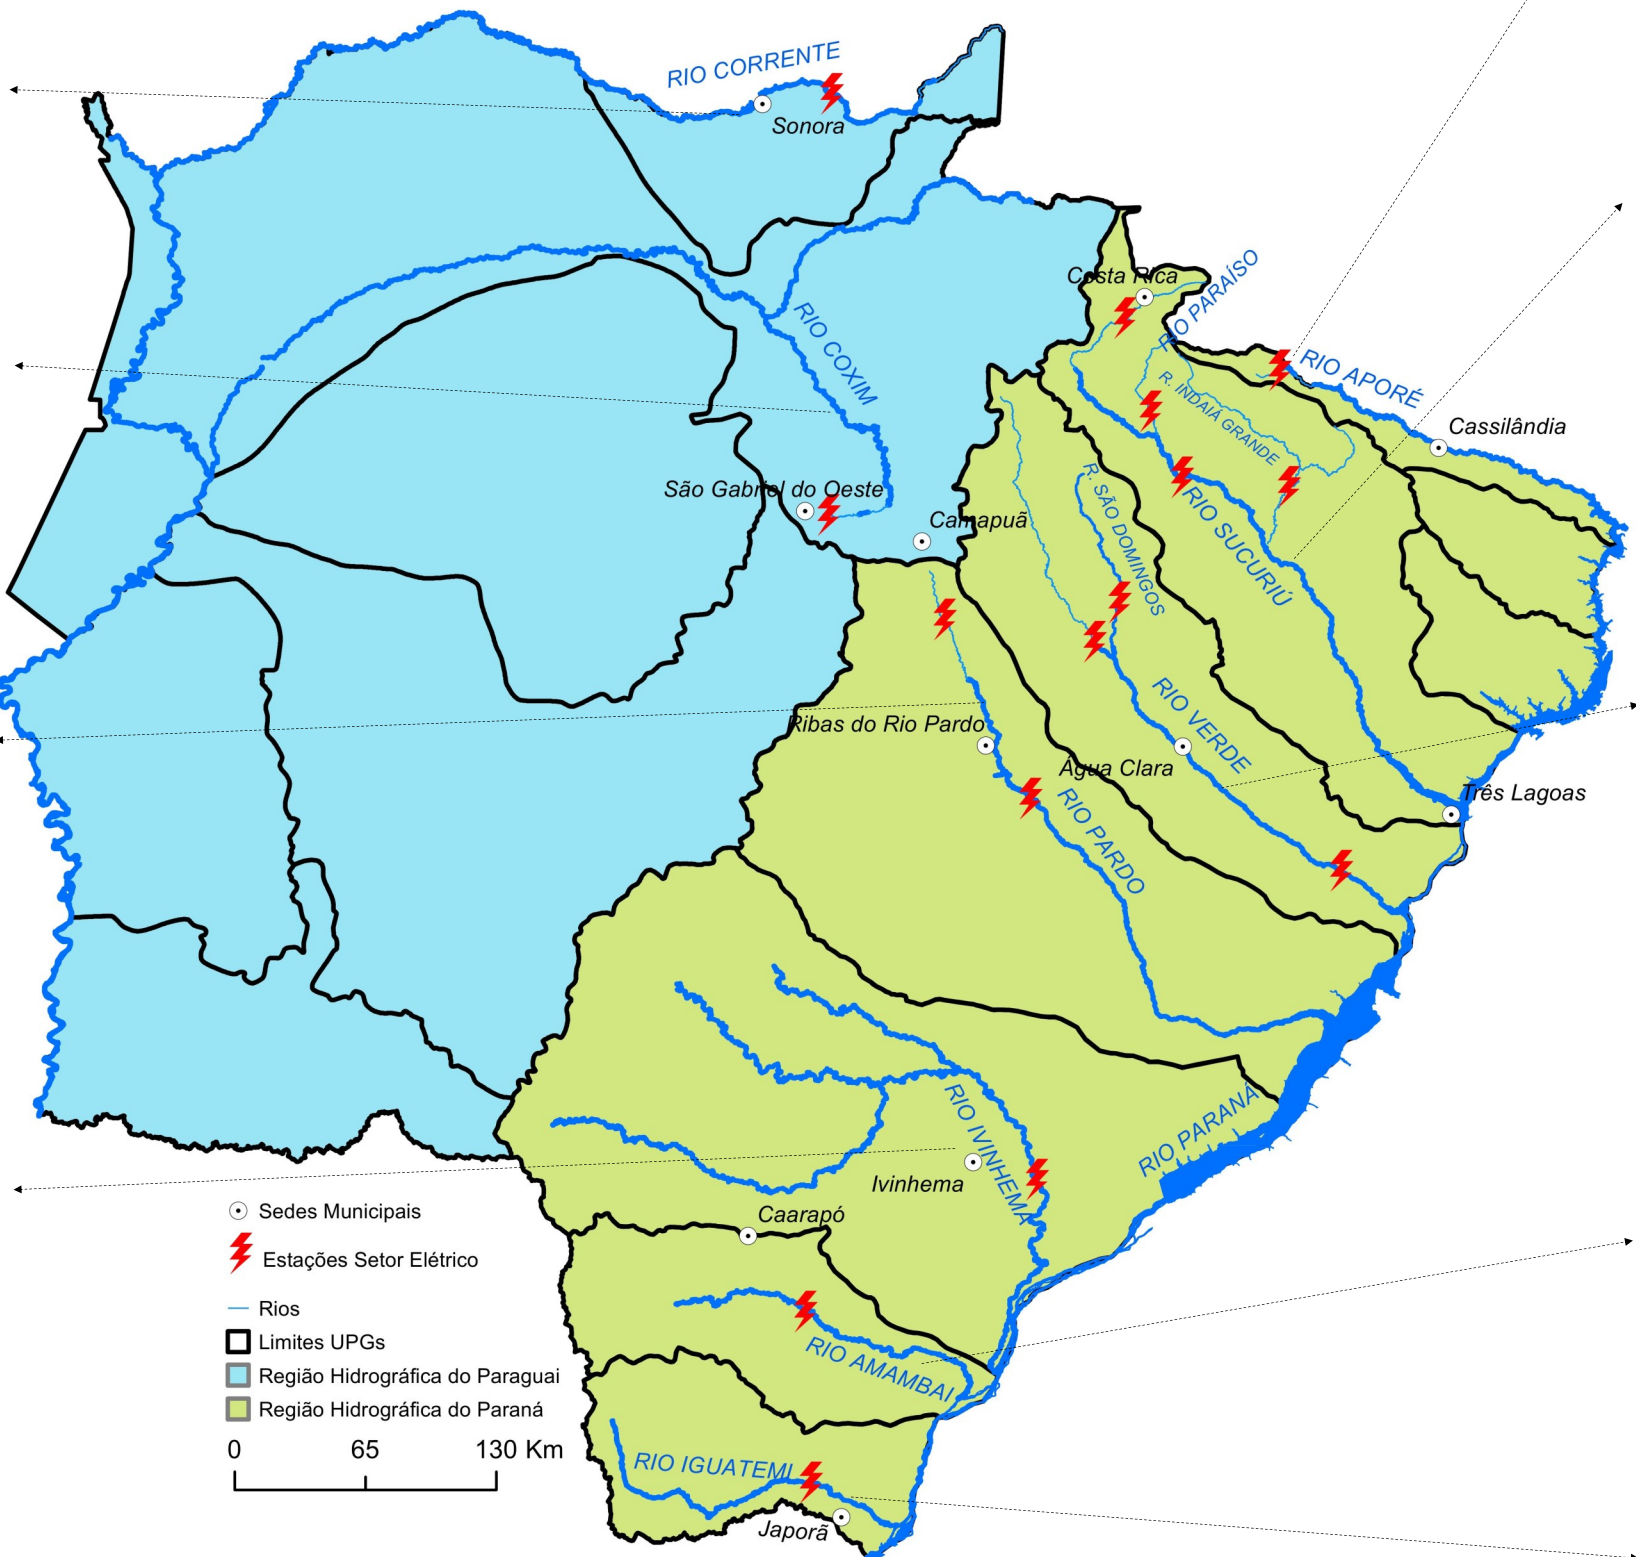 RIO CORRENTE
Sonora
Costa Rica
RIO PARAÍSO
RIO COXIM
RIO APORÉ
R. INDAIÁ GRANDE
Cassilândia
São Gabriel do Oeste
Camapuã
R. SÃO DOMINGOS
RIO SUCURIÚ
Ribas do Rio Pardo
RIO VERDE
Água Clara
Três Lagoas
RIO PARDO
RIO IVINHEMA
RIO PARANÁ
Ivinhema
Caarapó
Sedes Municipais
Estações Setor Elétrico
Rios
Limites UPGs
Região Hidrográfica do Paraguai
Região Hidrográfica do Paraná
0 65 130 Km
RIO AMAMBAI
RIO IGUATEMI
Japorã